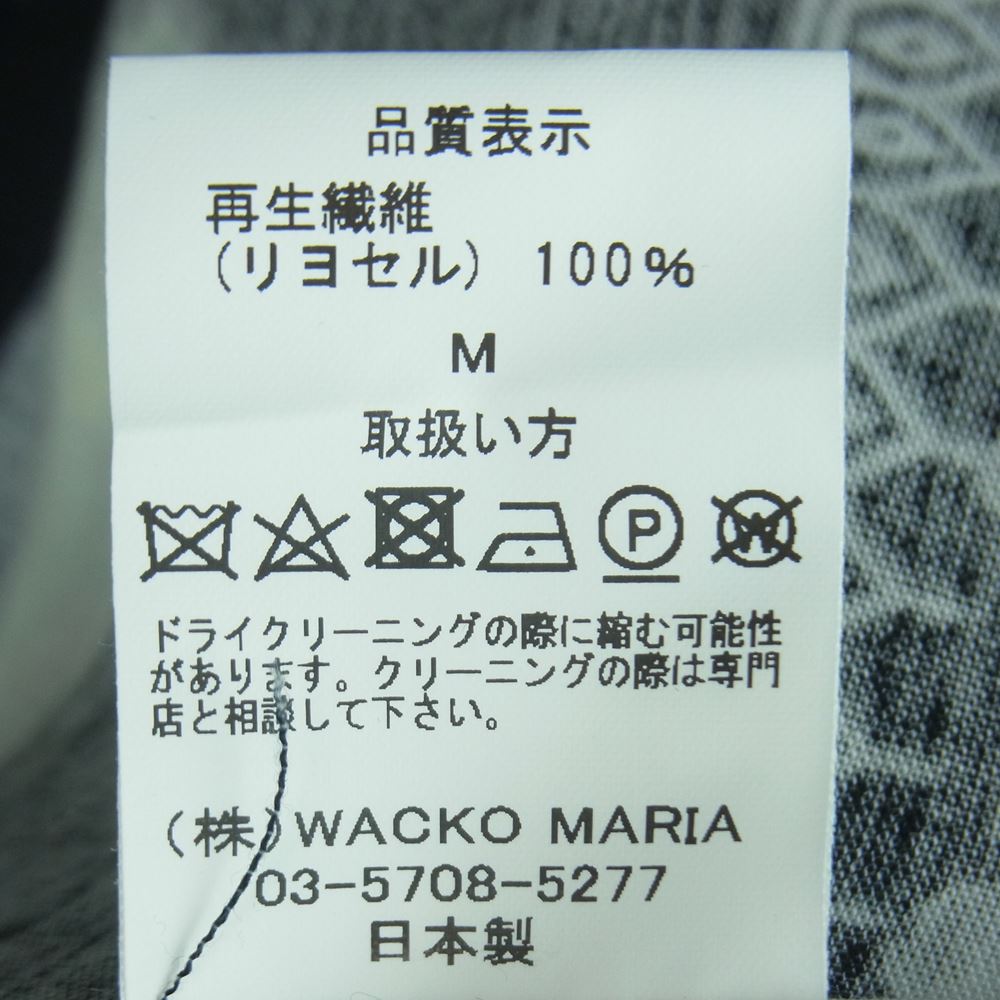 品質表示
再生繊維
(リヨセル) 100%
M
取扱い方
P W
ドライクリーニングの際に縮む可能性
があります。クリーニングの際は専門
店と相談して下さい。
(株)WACKO MARIA
03-5708-5277
日本製